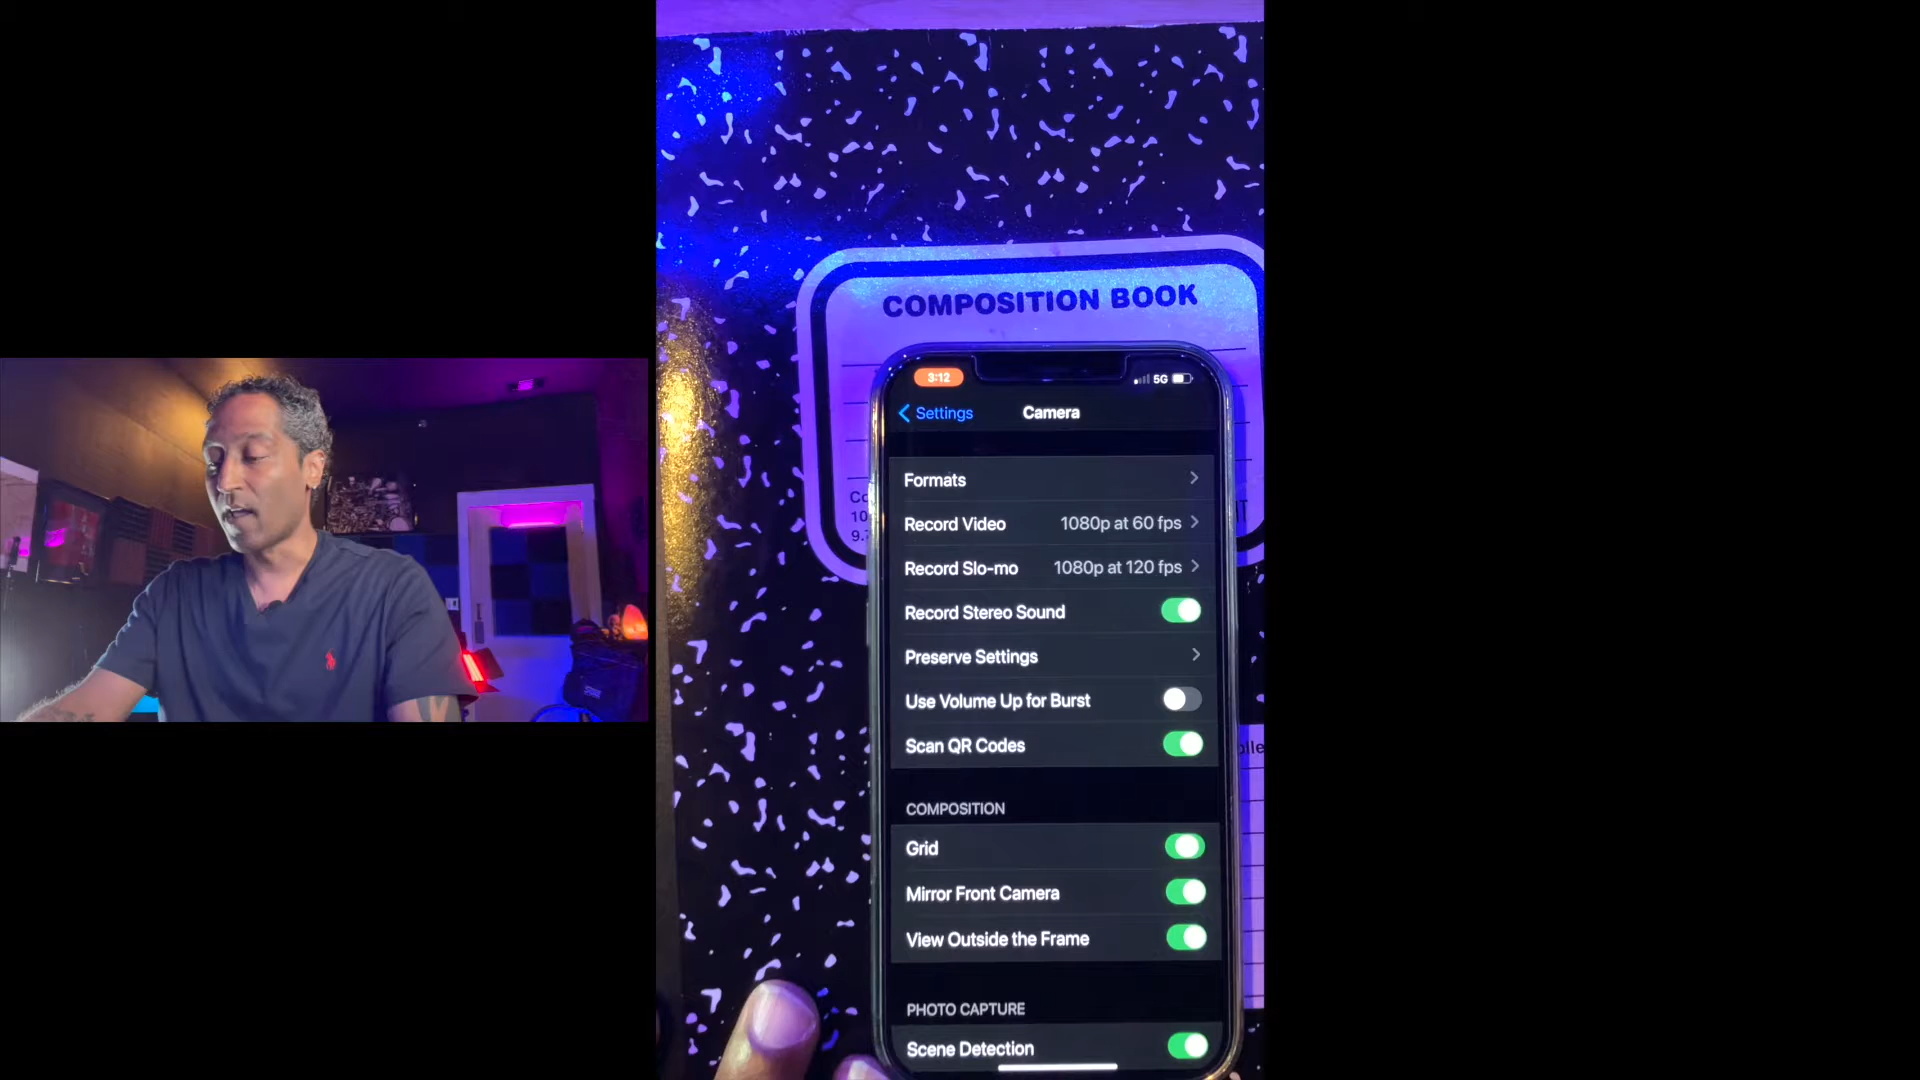 COMPOSITION BOOK
3:12 5G
Settings Camera
Formats
Record Video 1080p at 60 fps
Record Slo-mo 1080p at 120 fps
Record Stereo Sound
Preserve Settings
Use Volume Up for Burst
Scan QR Codes
COMPOSITION
Grid
Mirror Front Camera
View Outside the Frame
PHOTO CAPTURE
Scene Detection